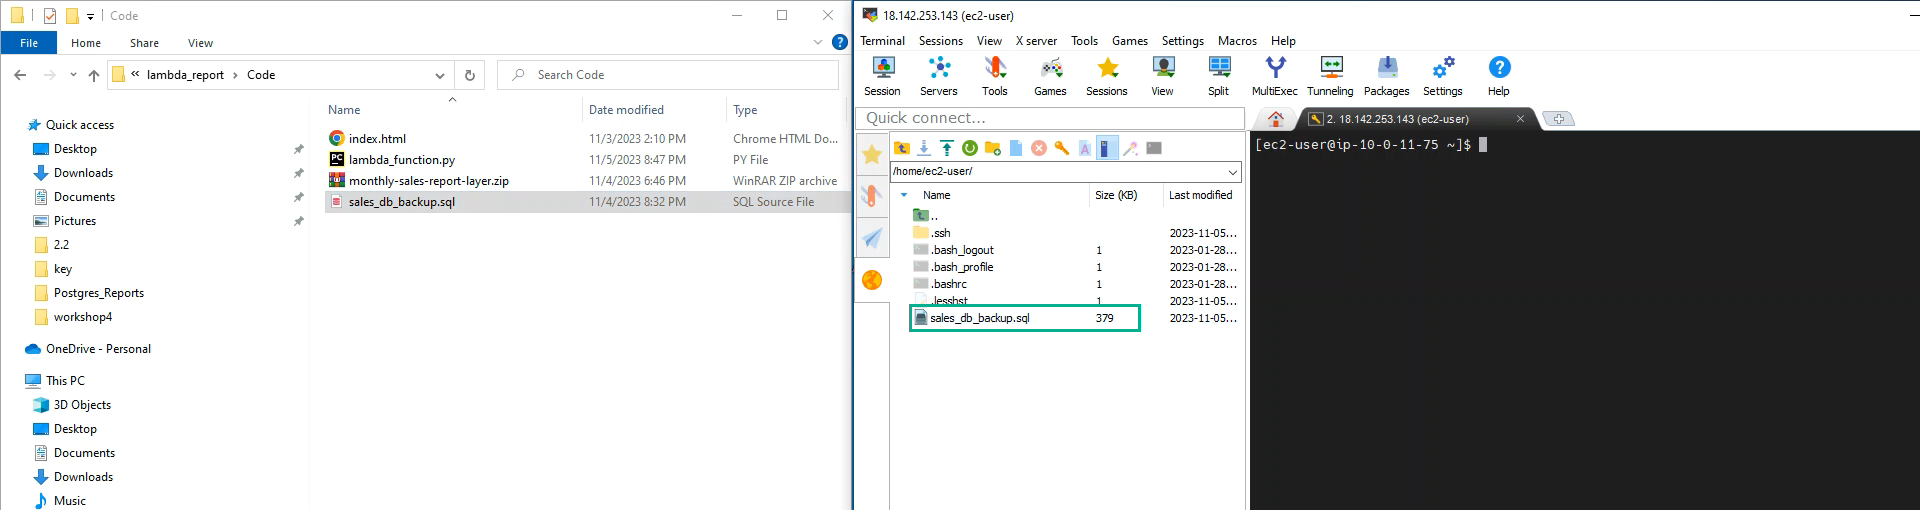 Code
File Home Share View
lambda_report Code
Search Code
Name Date modified Type
Quick access
Desktop
Downloads
Documents
Pictures
2.2
key
Postgres_Reports
workshop4
OneDrive - Personal
This PC
3D Objects
Desktop
Documents
Downloads
Music
index.html 11/3/2023 2:10 PM Chrome HTML Do...
lambda_function.py 11/5/2023 8:47 PM PY File
monthly-sales-report-layer.zip 11/4/2023 6:46 PM WinRAR ZIP archive
sales_db_backup.sql 11/4/2023 8:32 PM SQL Source File
18.142.253.143 (ec2-user)
Terminal Sessions View X server Tools Games Settings Macros Help
Session Servers Tools Games Sessions View Split MultiExec Tunneling Packages Settings Help
Quick connect...
2. 18.142.253.143 (ec2-user)
/home/ec2-user/
Name Size (KB) Last modified
..
.ssh 2023-11-05...
.bash_logout 1 2023-01-28...
.bash_profile 1 2023-01-28...
.bashrc 1 2023-01-28...
.lesshst 1 2023-11-05...
sales_db_backup.sql 379 2023-11-05...
[ec2-user@ip-10-0-11-75 ~]$